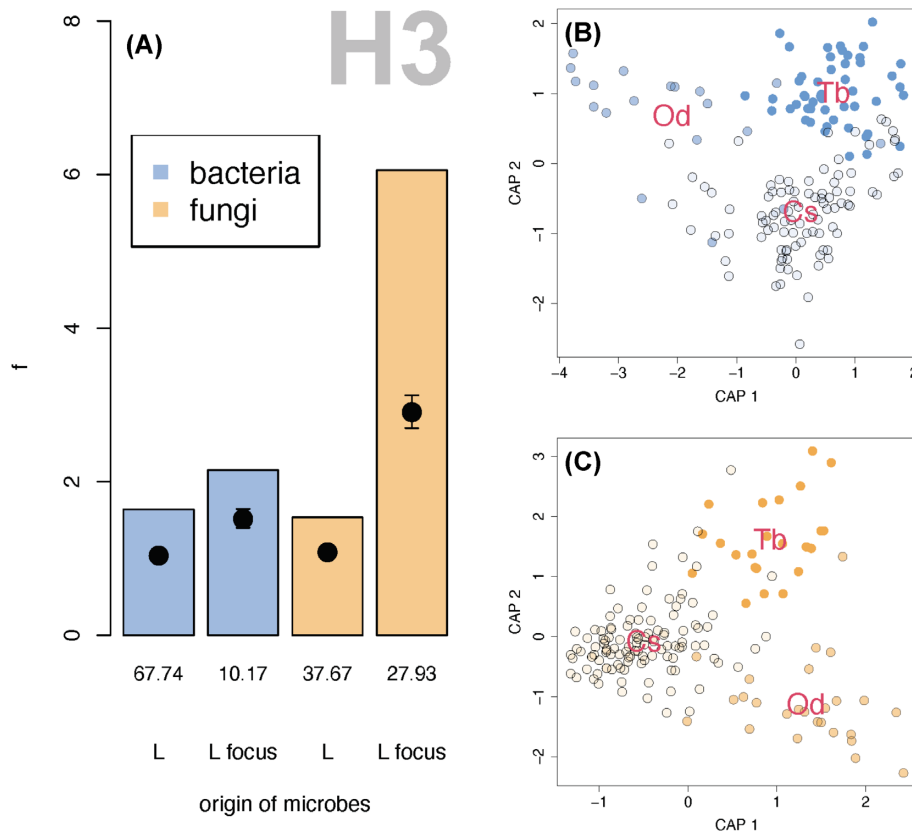 (A)
H3
8
6
4
2
0
f
bacteria
fungi
67.74 10.17 37.67 27.93
L L focus L L focus
origin of microbes
(B)
2
1
0
−1
−2
CAP 2
Od
Tb
Cs
−4 −3 −2 −1 0 1 2
CAP 1
(C)
3
2
1
0
−1
−2
CAP 2
Tb
Cs
Od
−1 0 1 2
CAP 1